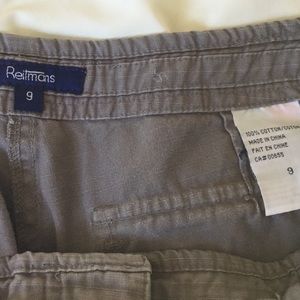 Reitmans
9
100% COTTON/COTON
MADE IN CHINA
FAIT EN CHINE
CA#00655
9